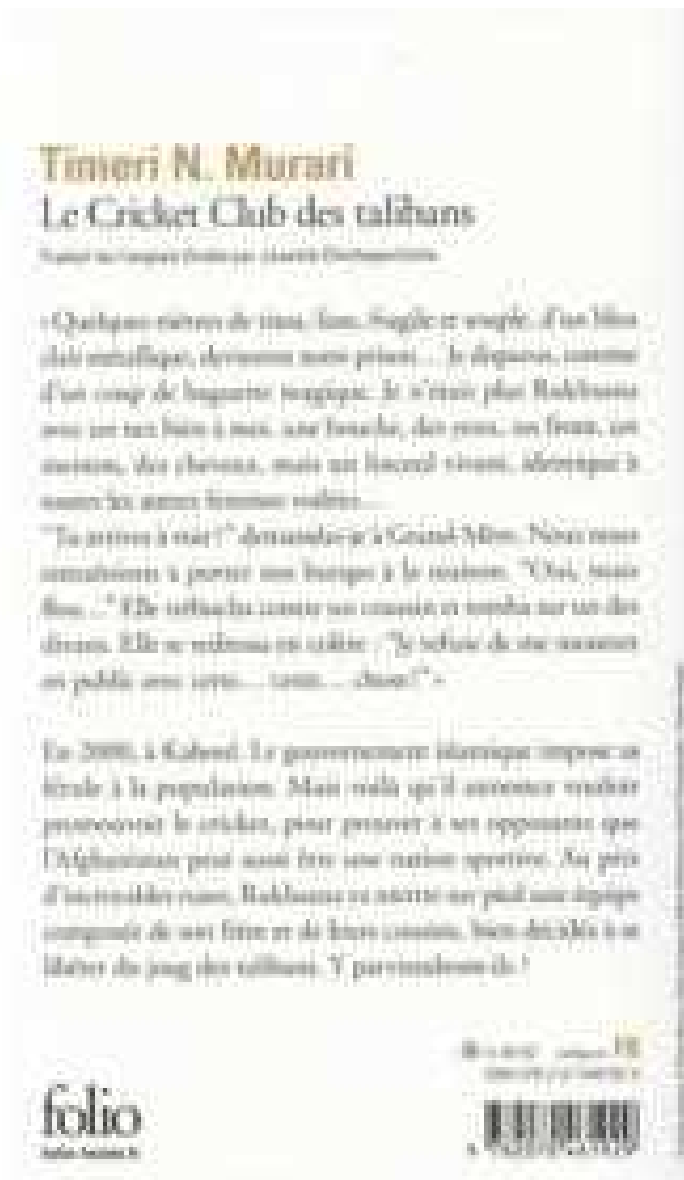 Timeri N. Murari
Le Cricket Club des talibans
Traduit de l'anglais (Inde) par
« Quelques mètres de tissu, fragile et souple, d'un bleu
clair métallique, devinrent notre prison... Je disparus, comme
d'un coup de baguette magique. Je n'étais plus Rukhsana
avec un nez bien à moi, une bouche, des yeux, un front, un
menton, des cheveux, mais un linceul vivant, identique à
toutes les autres femmes voilées...
"Tu arrives à voir ?" demandai-je à Grand-Mère. Nous nous
entraînions à porter nos burqas à la maison. "Oui, mais
flou..." Elle trébucha contre un coussin et tomba sur un des
divans. Elle se redressa en colère : "Je refuse de me montrer
en public avec cette... cette... chose !" »
En 2000, à Kaboul. Le gouvernement islamique impose sa
férule à la population. Mais voilà qu'il annonce vouloir
promouvoir le cricket, pour prouver à ses opposants que
l'Afghanistan peut aussi être une nation sportive. Au prix
d'incroyables ruses, Rukhsana va mettre sur pied une équipe
composée de son frère et de leurs cousins, bien décidés à se
libérer du joug des talibans. Y parviendront-ils ?
folio